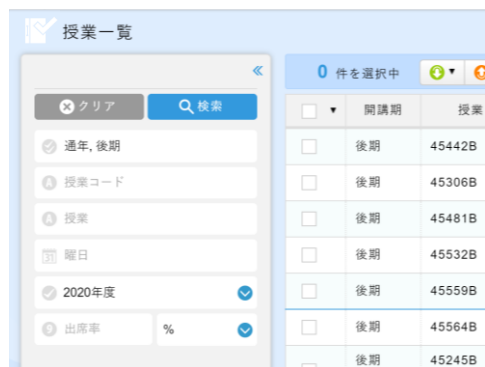 授業一覧
«
クリア 検索
通年, 後期
授業コード
授業
31 曜日
2020年度
9 出席率 %
0 件を選択中
開講期 授業
後期 45442B
後期 45306B
後期 45481B
後期 45532B
後期 45559B
後期 45564B
後期 45245B